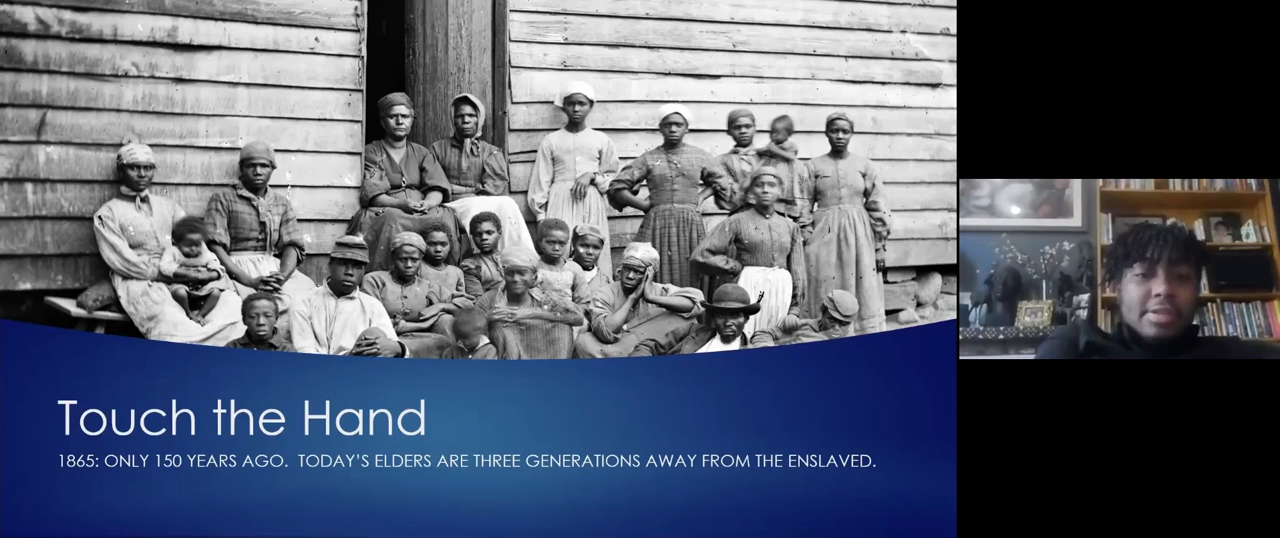 Touch the Hand
1865: ONLY 150 YEARS AGO.  TODAY'S ELDERS ARE THREE GENERATIONS AWAY FROM THE ENSLAVED.